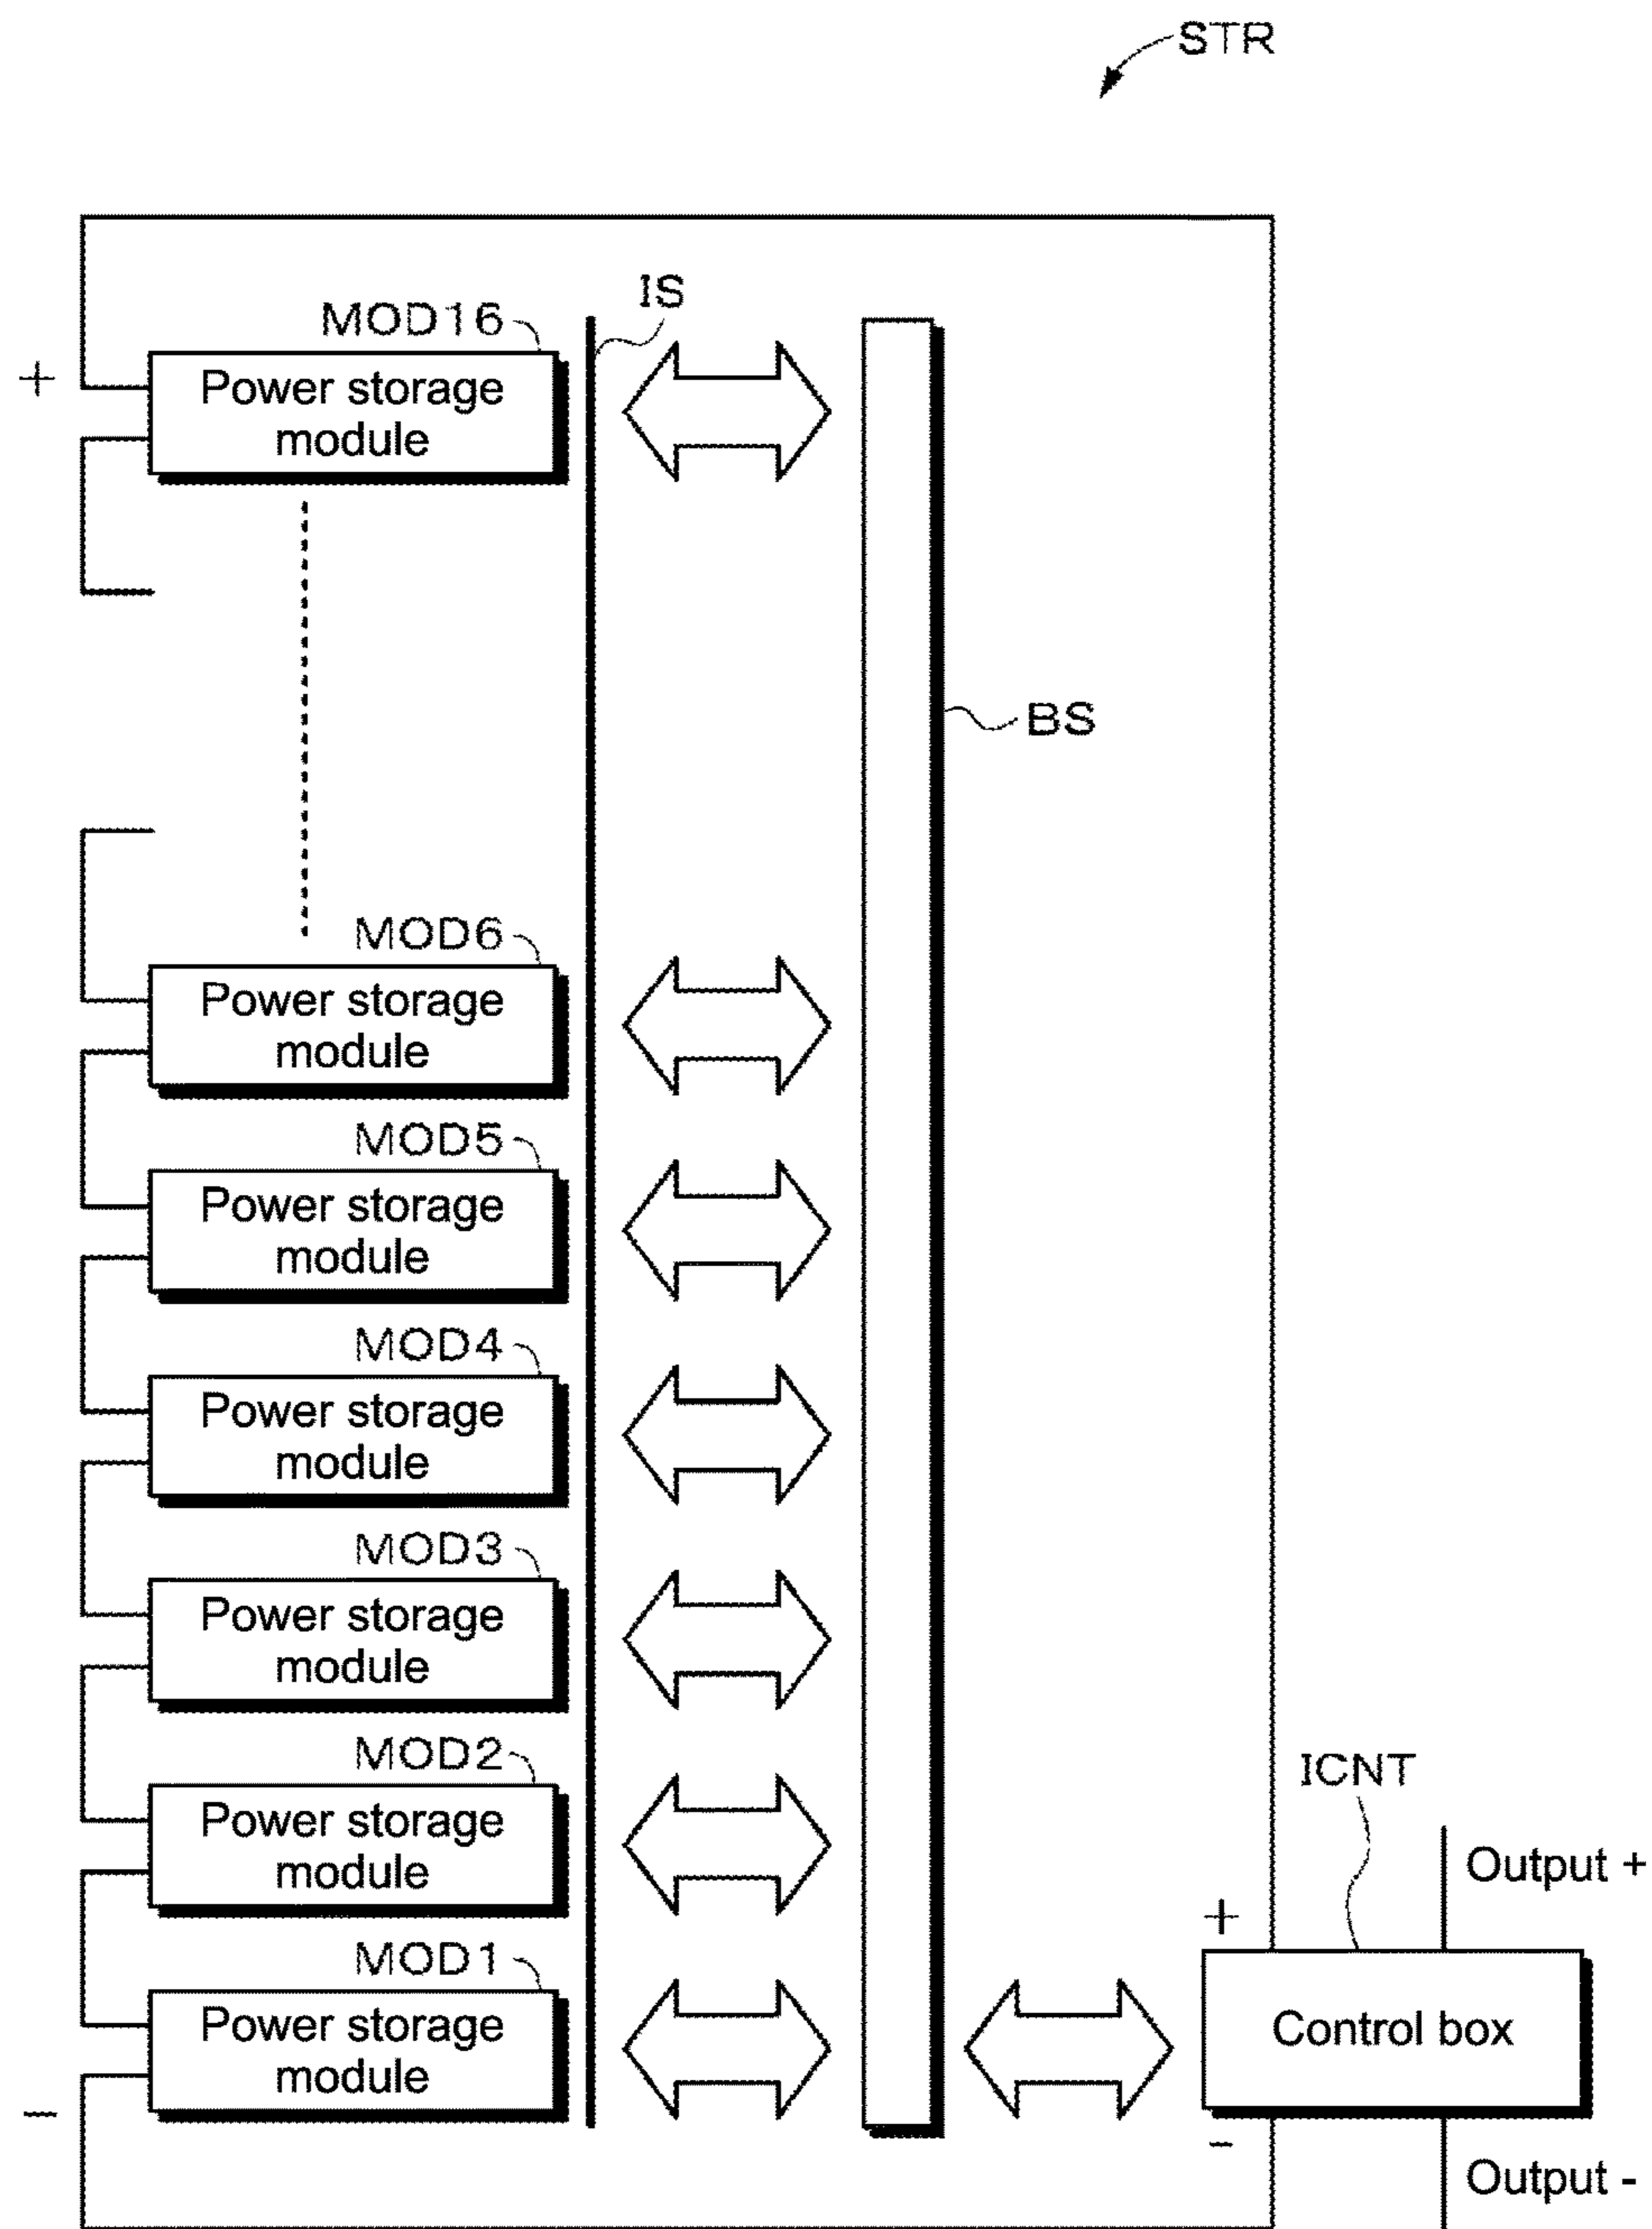 STR
IS
MOD16
+
Power storage
module
BS
MOD6
Power storage
module
MOD5
Power storage
module
MOD4
Power storage
module
MOD3
Power storage
module
MOD2
Power storage
module
ICNT
Output +
+
MOD1
Power storage
module
Control box
−
-
Output -